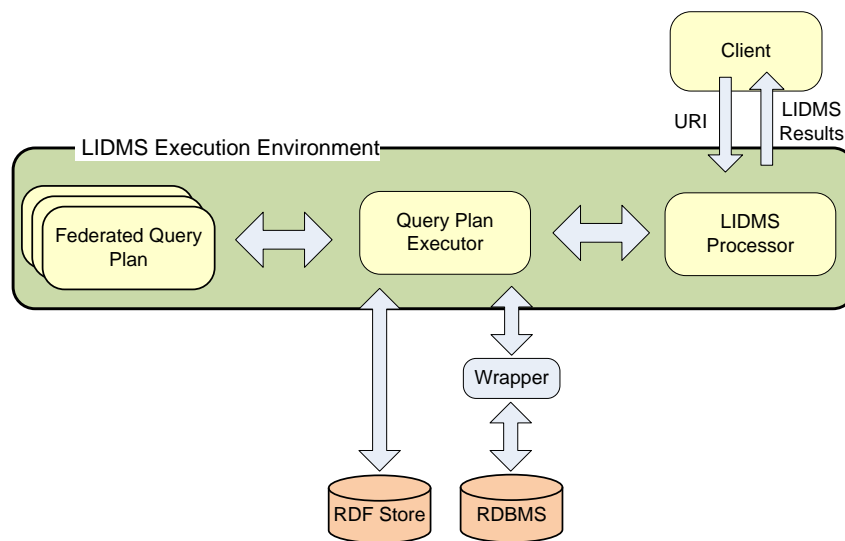 Client
URI
LIDMS
Results
LIDMS Execution Environment
Federated Query
Plan
Query Plan
Executor
LIDMS
Processor
Wrapper
RDF Store
RDBMS